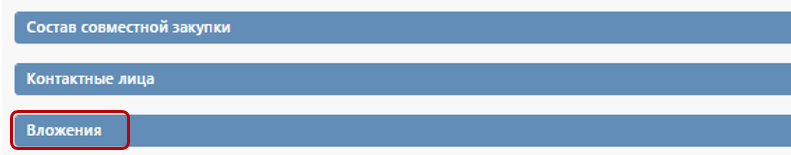 Состав совместной закупки
Контактные лица
Вложения